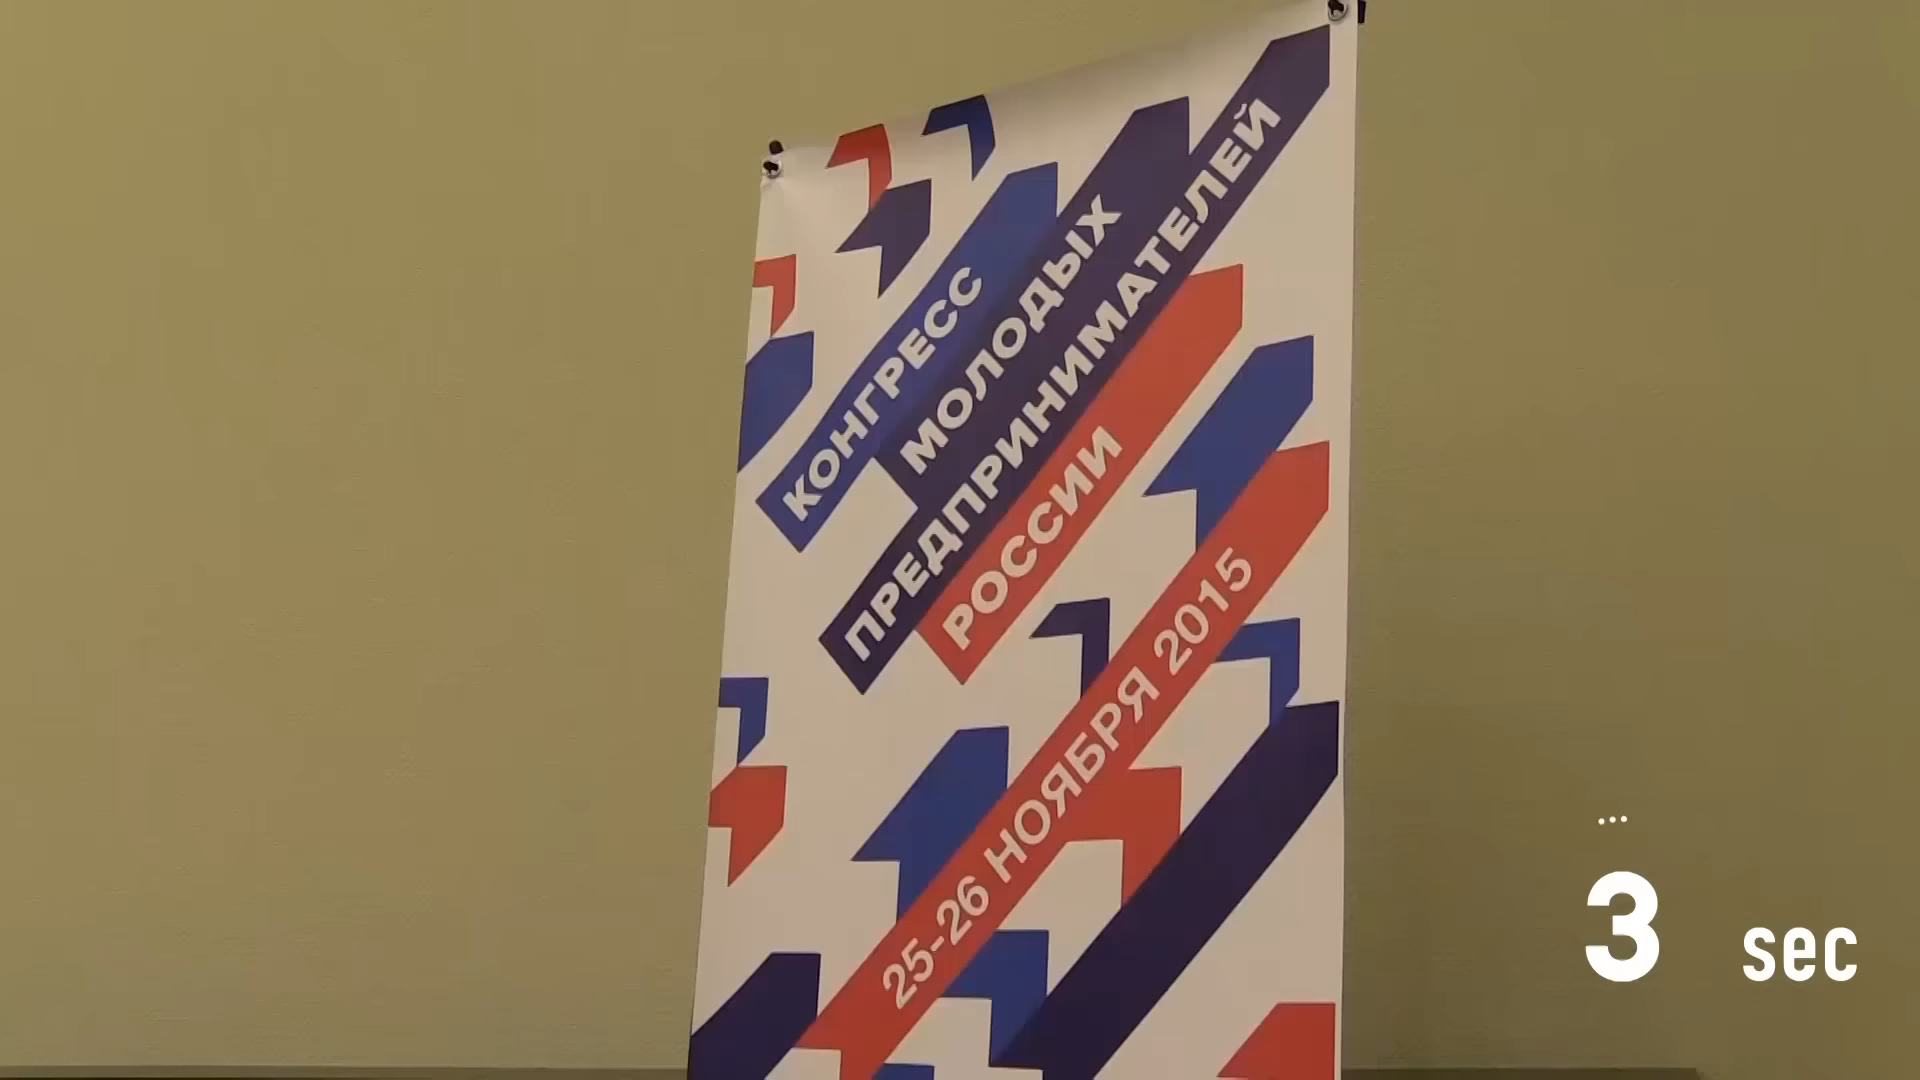 КОНГРЕСС
МОЛОДЫХ
ПРЕДПРИНИМАТЕЛЕЙ
РОССИИ
25-26 НОЯБРЯ 2015
...
3 sec